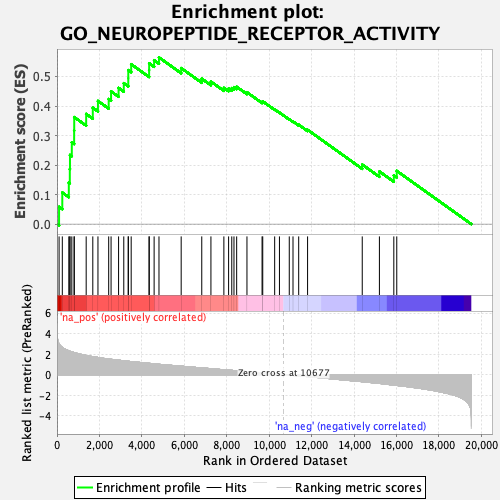 Enrichment plot:
GO_NEUROPEPTIDE_RECEPTOR_ACTIVITY
Enrichment score (ES)
0.5
0.4
0.3
0.2
0.1
0.0
Ranked list metric (PreRanked)
6
4
2
0
-2
-4
'na_pos' (positively correlated)
Zero cross at 10677
'na_neg' (negatively correlated)
0
2,000
4,000
6,000
8,000
10,000
12,000
14,000
16,000
18,000
20,000
Rank in Ordered Dataset
Enrichment profile
Hits
Ranking metric scores